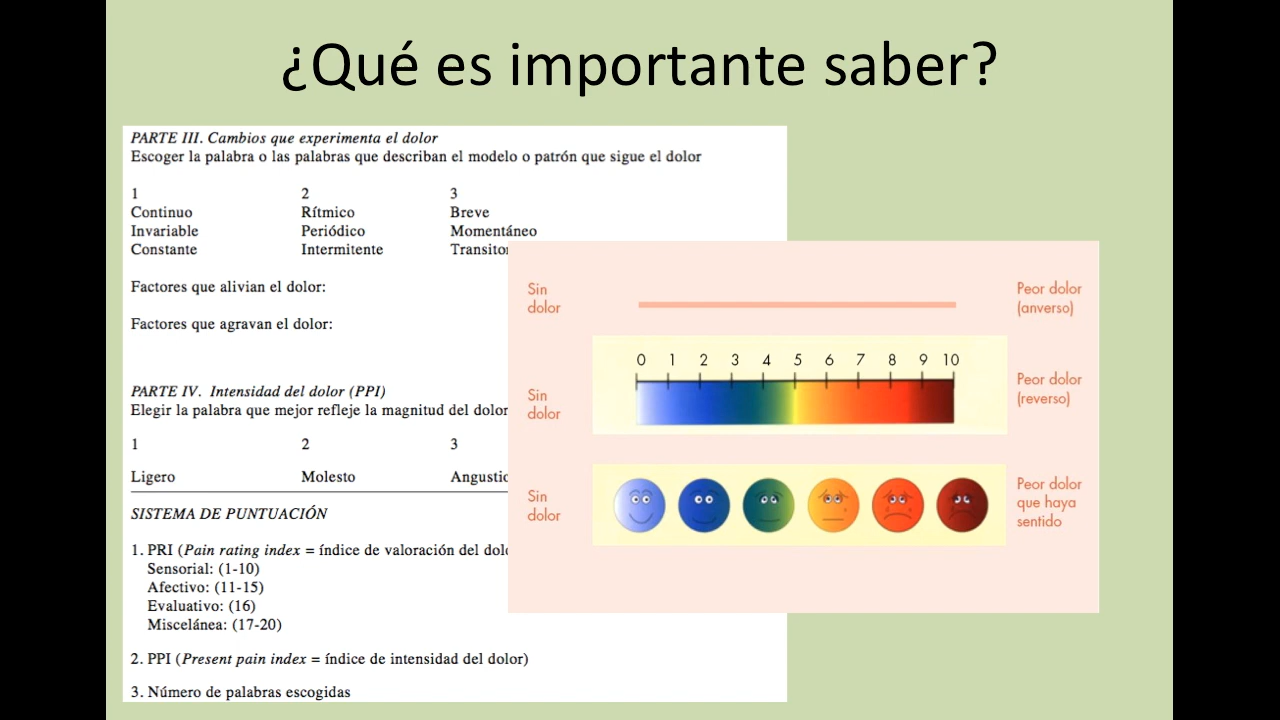 ¿Qué es importante saber?
PARTE III. Cambios que experimenta el dolor
Escoger la palabra o las palabras que describan el modelo o patrón que sigue el dolor
1 2 3
Continuo Rítmico Breve
Invariable Periódico Momentáneo
Constante Intermitente
Factores que alivian el dolor:
Factores que agravan el dolor:
PARTE IV. Intensidad del dolor (PPI)
Elegir la palabra que mejor refleje la magnitud del dolor
1 2 3
Ligero Molesto
SISTEMA DE PUNTUACIÓN
1. PRI (Pain rating index = índice de valoración del
Sensorial: (1-10)
Afectivo: (11-15)
Evaluativo: (16)
Miscelánea: (17-20)
2. PPI (Present pain index = índice de intensidad del dolor)
3. Número de palabras escogidas
Sin
dolor
Peor dolor
(anverso)
0 1 2 3 4 5 6 7 8 9 10
Sin
dolor
Peor dolor
(reverso)
Sin
dolor
Peor dolor
que haya
sentido